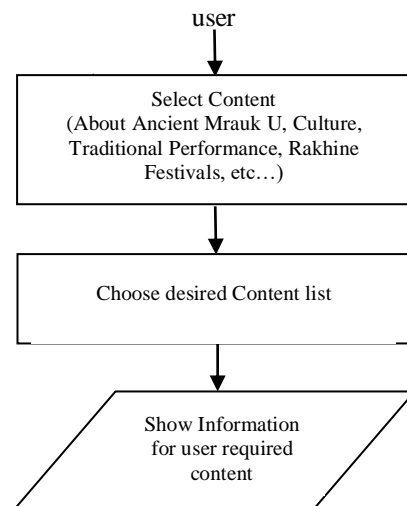 user
Select Content
(About Ancient Mrauk U, Culture,
Traditional Performance, Rakhine
Festivals, etc…)
Choose desired Content list
Show Information
for user required
content